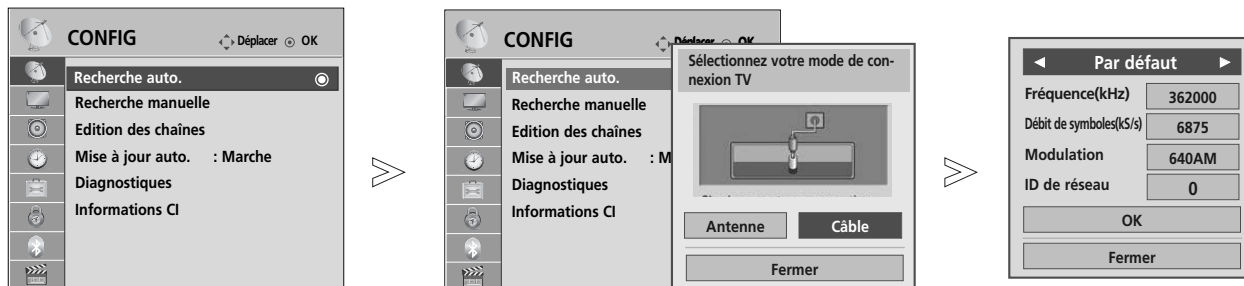 CONFIG
Déplacer
OK
Recherche auto.
Recherche manuelle
Edition des chaînes
Mise à jour auto. : Marche
Diagnostiques
Informations CI
>
CONFIG
Déplacer
OK
Recherche auto.
Recherche manuelle
Edition des chaînes
Mise à jour auto. : M
Diagnostiques
Informations CI
Sélectionnez votre mode de con-
nexion TV
Antenne
Câble
Fermer
>
◄ Par défaut ►
Fréquence(kHz) 362000
Débit de symboles(kS/s) 6875
Modulation 640AM
ID de réseau 0
OK
Fermer